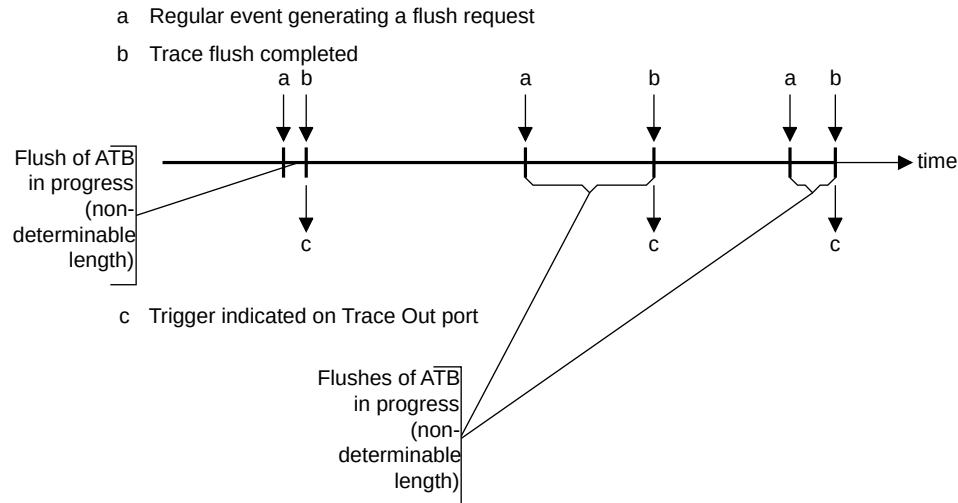 a Regular event generating a flush request
b Trace flush completed
a b a b a b
Flush of ATB
in progress
(non-
determinable
length)
time
c c c
c Trigger indicated on Trace Out port
Flushes of ATB
in progress
(non-
determinable
length)